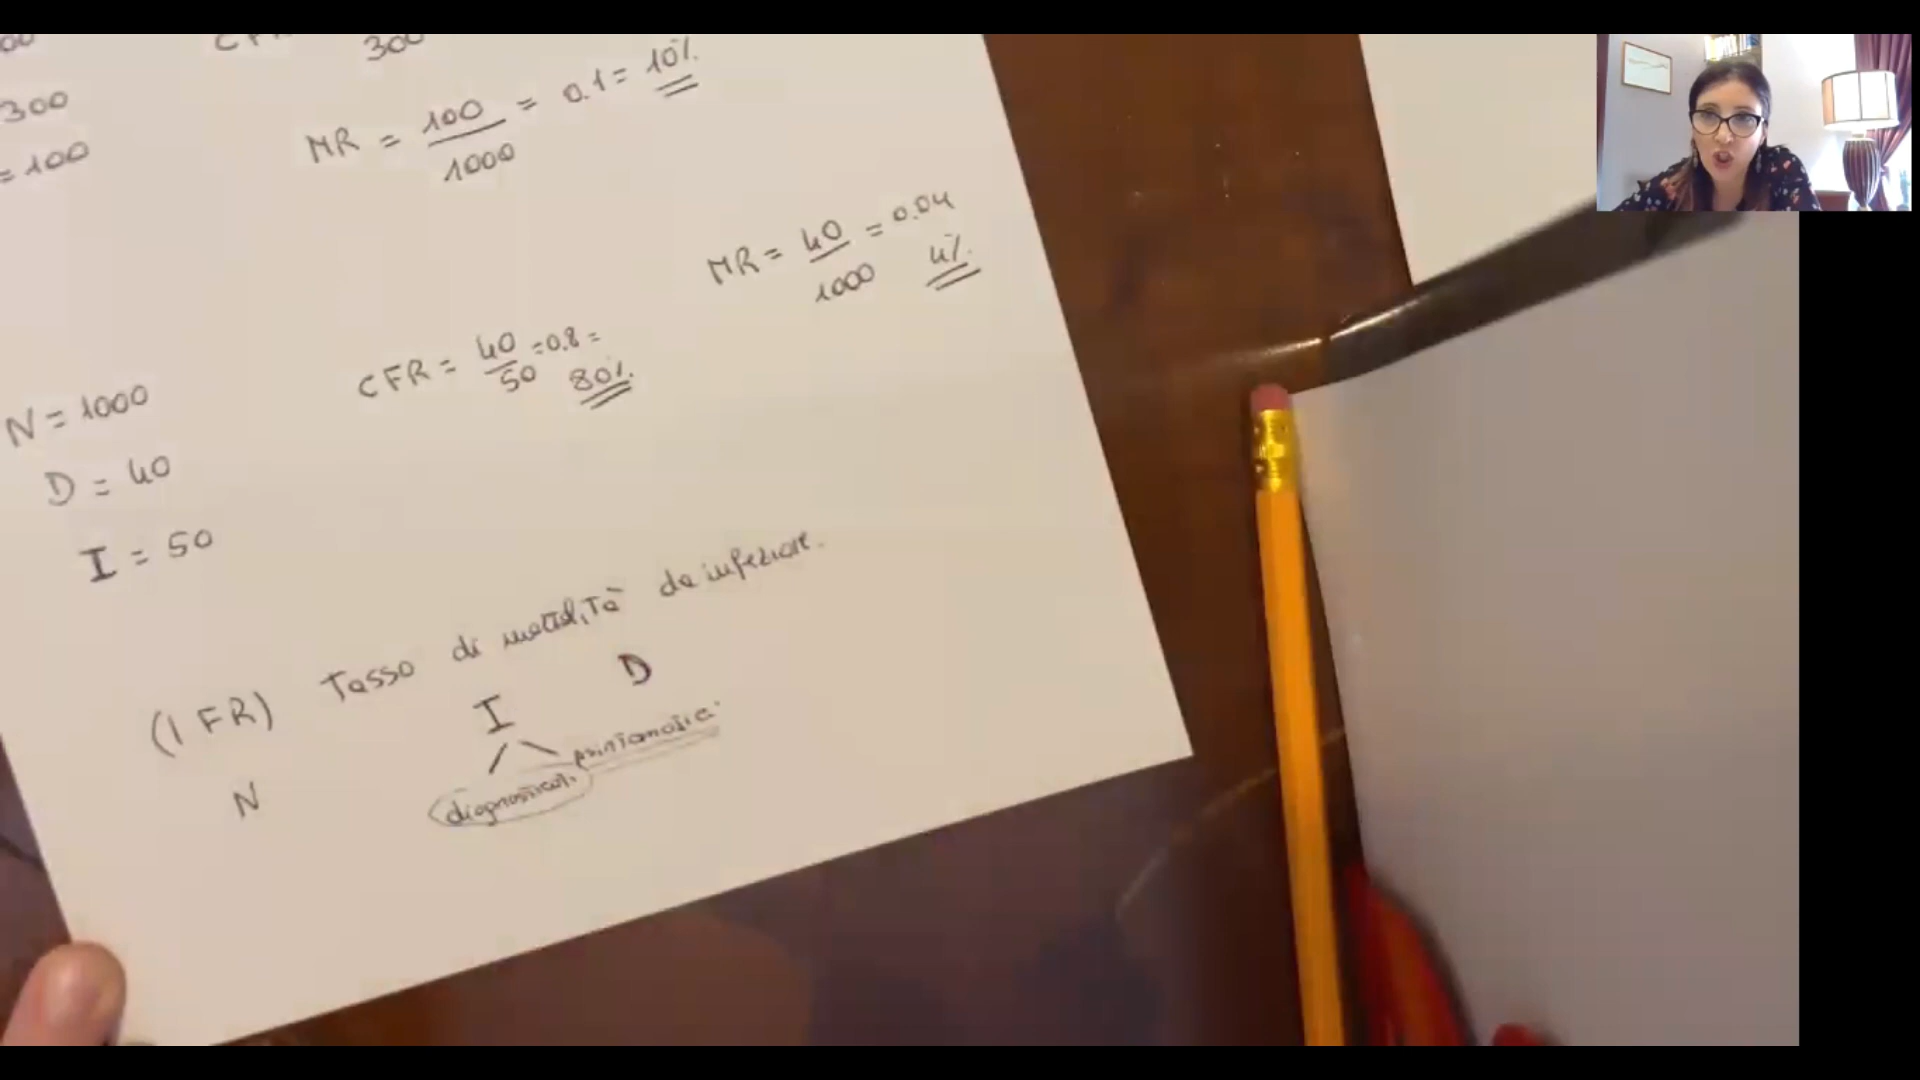 300
300
= 100
MR = 100 = 0.1 = 10%
1000
MR = 40 = 0.04
1000 4%
CFR = 40 = 0.8 =
50 80%
N = 1000
D = 40
I = 50
(IFR) Tasso di mortalità da infezione.
I D
N
diagnosticati asintomatici